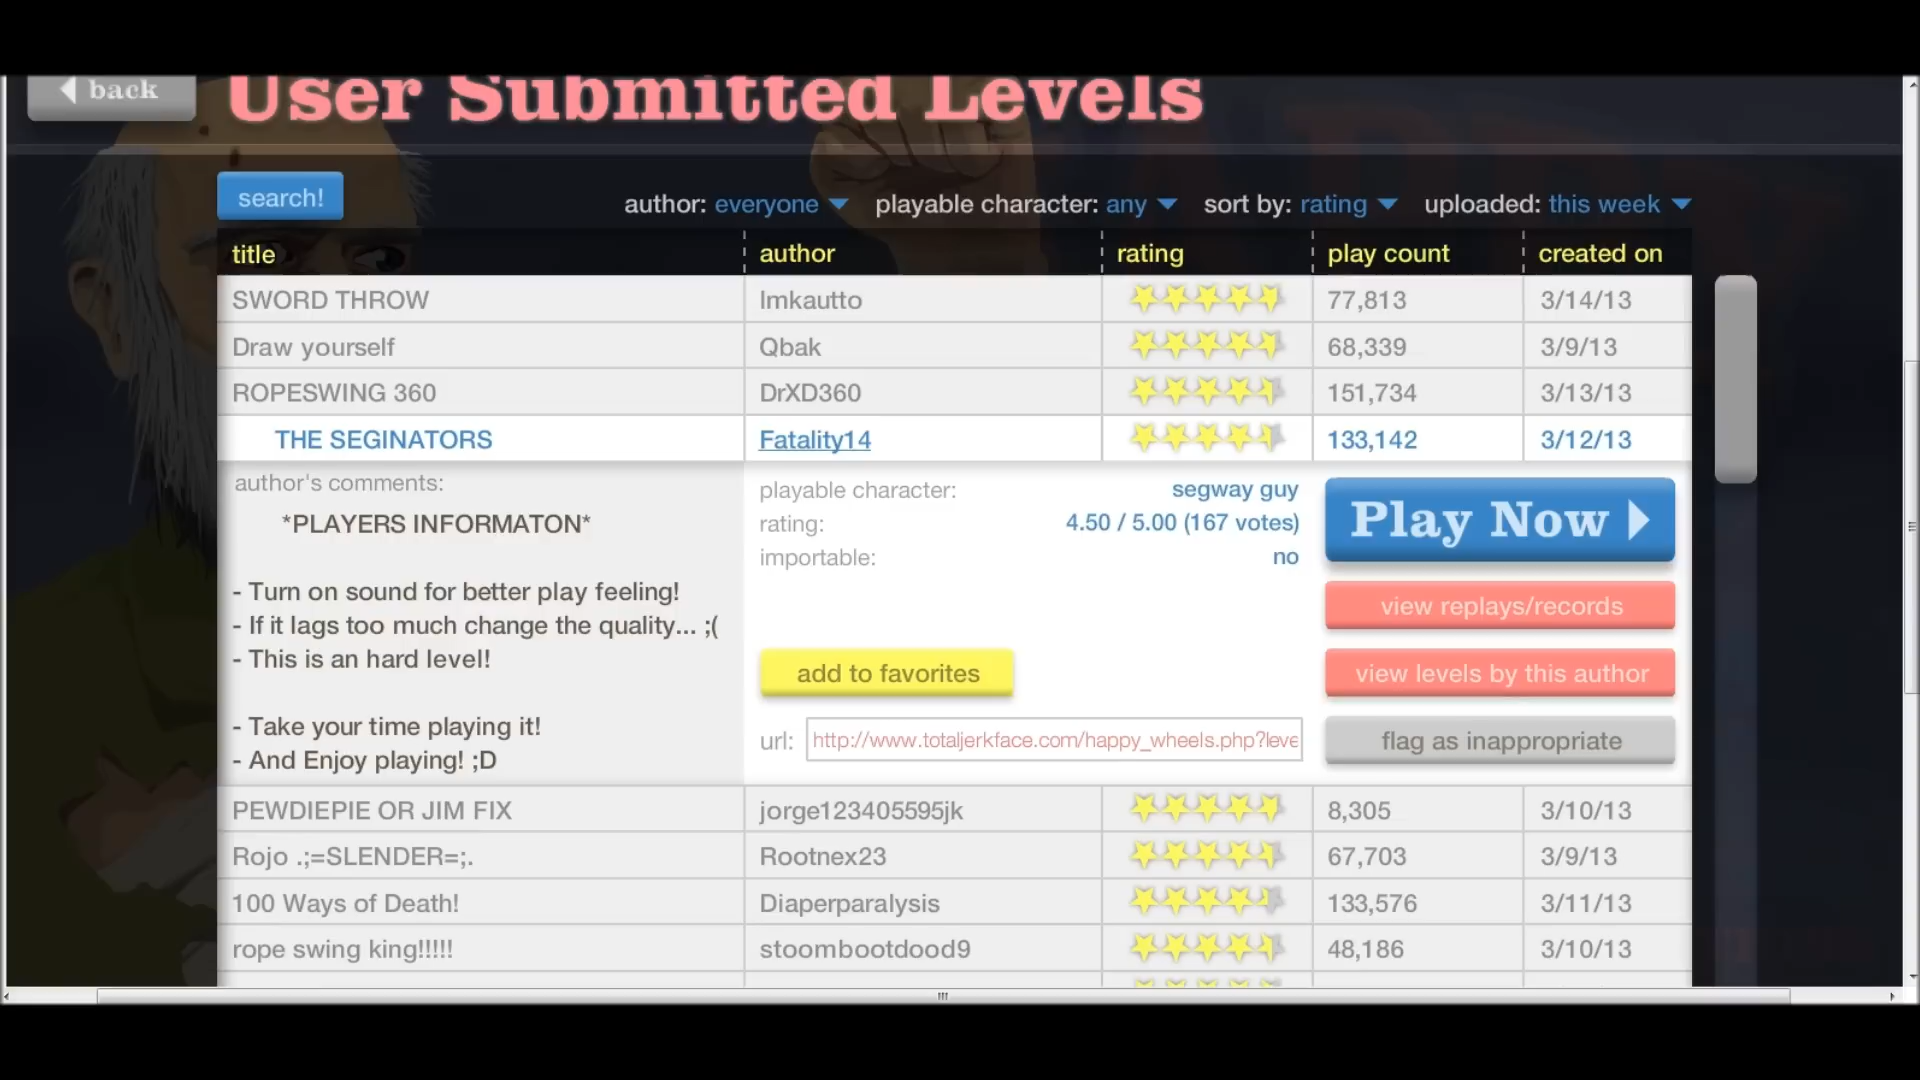 back
User Submitted Levels
search!
author: everyone playable character: any sort by: rating uploaded: this week
title author rating play count created on
SWORD THROW Imkautto 77,813 3/14/13
Draw yourself Qbak 68,339 3/9/13
ROPESWING 360 DrXD360 151,734 3/13/13
THE SEGINATORS Fatality14 133,142 3/12/13
author's comments:
*PLAYERS INFORMATON*
- Turn on sound for better play feeling!
- If it lags too much change the quality... ;(
- This is an hard level!
- Take your time playing it!
- And Enjoy playing! ;D
playable character: segway guy
rating: 4.50 / 5.00 (167 votes)
importable: no
add to favorites
url: http://www.totaljerkface.com/happy_wheels.php?leve
Play Now
view replays/records
view levels by this author
flag as inappropriate
PEWDIEPIE OR JIM FIX jorge123405595jk 8,305 3/10/13
Rojo .;=SLENDER=;. Rootnex23 67,703 3/9/13
100 Ways of Death! Diaperparalysis 133,576 3/11/13
rope swing king!!!!! stoombootdood9 48,186 3/10/13